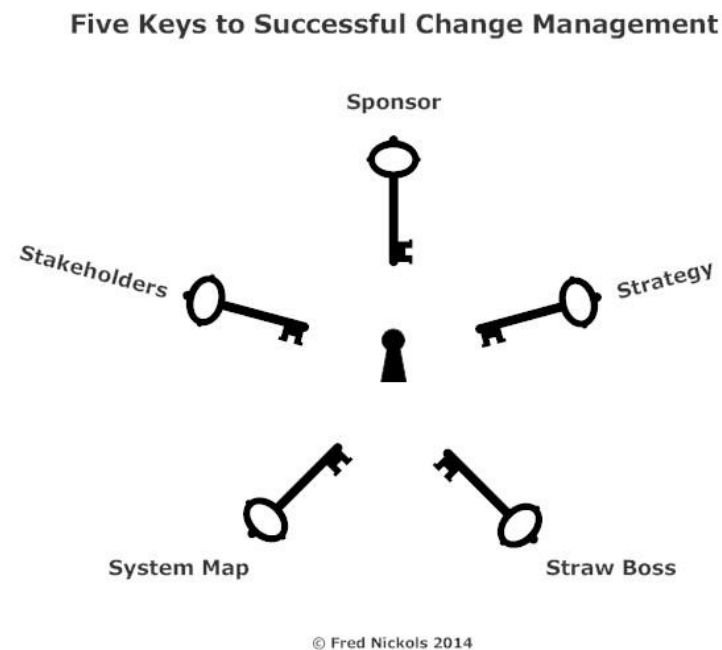 Five Keys to Successful Change Management
Sponsor
Stakeholders
Strategy
System Map
Straw Boss
© Fred Nickols 2014